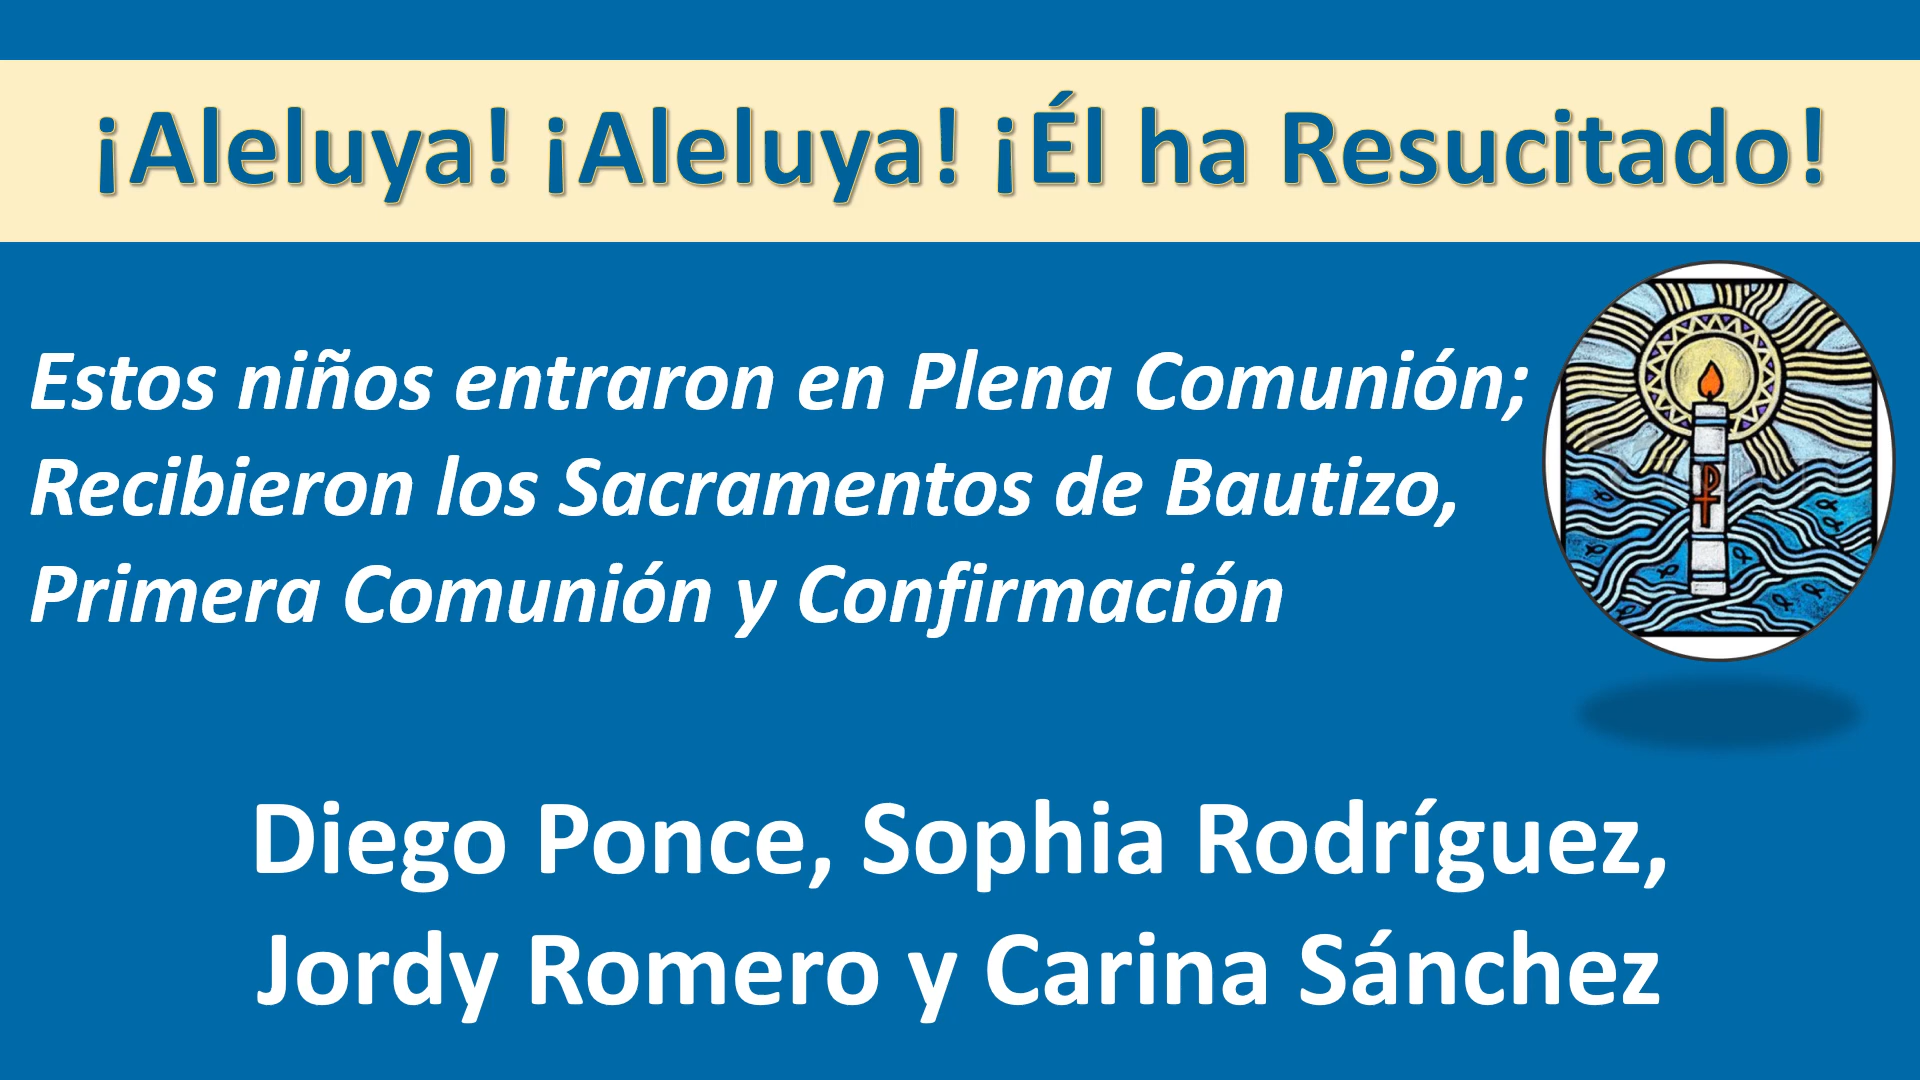 ¡Aleluya! ¡Aleluya! ¡Él ha Resucitado!
Estos niños entraron en Plena Comunión;
Recibieron los Sacramentos de Bautizo,
Primera Comunión y Confirmación
Diego Ponce, Sophia Rodríguez,
Jordy Romero y Carina Sánchez